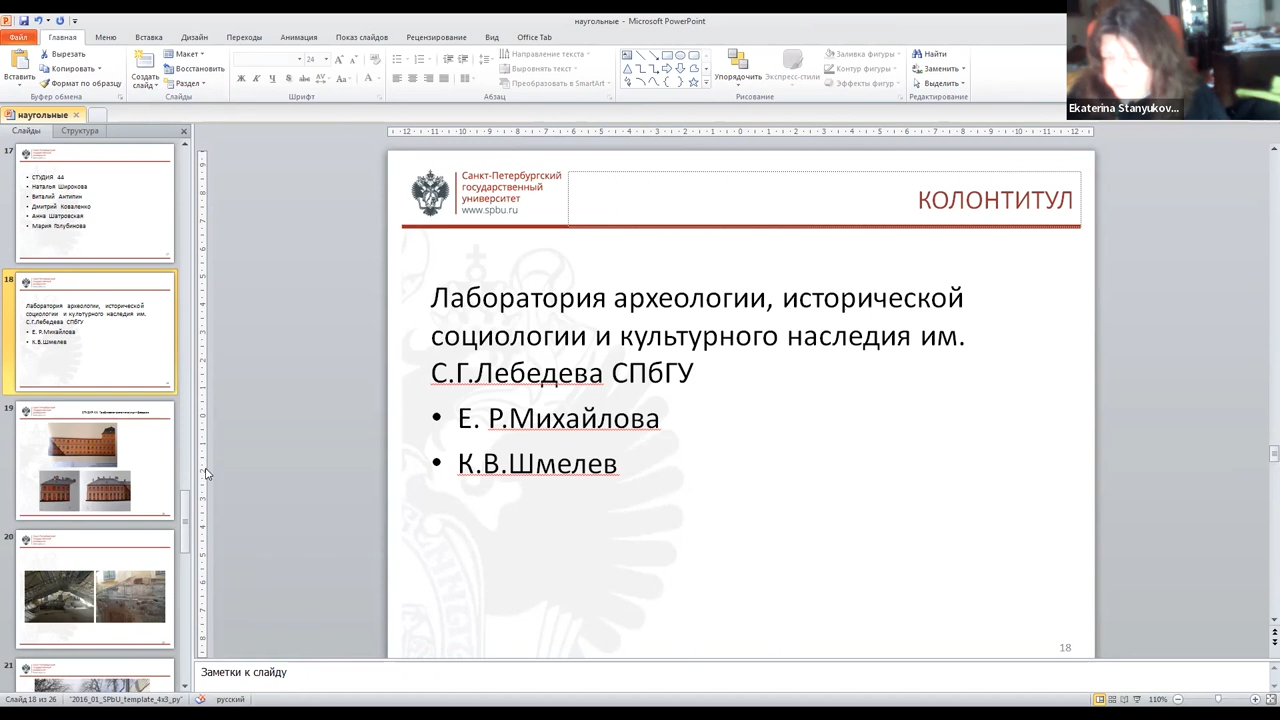 наугольные - Microsoft PowerPoint
Файл Главная Меню Вставка Дизайн Переходы Анимация Показ слайдов Рецензирование Вид Office Tab
Вставить
Вырезать
Копировать
Формат по образцу
Буфер обмена
Создать слайд
Макет
Восстановить
Раздел
Слайды
24
Шрифт
Направление текста
Выровнять текст
Преобразовать в SmartArt
Абзац
Упорядочить
Экспресс-стили
Заливка фигуры
Контур фигуры
Эффекты фигур
Рисование
Найти
Заменить
Выделить
Редактирование
Ekaterina Stanyukov...
наугольные
Слайды Структура
17
СТУДИЯ 44
Наталья Широкова
Виталий Антипин
Дмитрий Коваленко
Анна Шатровская
Мария Голубинова
18
Лаборатория археологии, исторической
социологии и культурного наследия им.
С.Г.Лебедева СПбГУ
Е. Р.Михайлова
К.В.Шмелев
19
20
21
Санкт-Петербургский
государственный
университет
www.spbu.ru
КОЛОНТИТУЛ
Лаборатория археологии, исторической
социологии и культурного наследия им.
С.Г.Лебедева СПбГУ
• Е. Р.Михайлова
• К.В.Шмелев
18
Заметки к слайду
Слайд 18 из 26 "2016_01_SPbU_template_4x3_ру" русский 110%